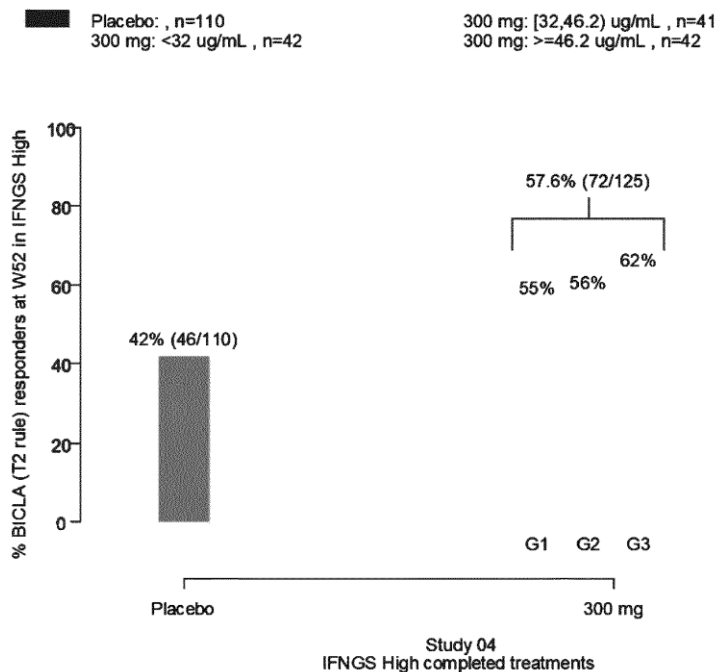 Placebo: , n=110
300 mg: <32 ug/mL , n=42
300 mg: [32,46.2) ug/mL , n=41
300 mg: >=46.2 ug/mL , n=42
% BICLA (T2 rule) responders at W52 in IFNGS High
100
80
60
40
20
0
57.6% (72/125)
62%
55%
56%
42% (46/110)
G1 G2 G3
Placebo
300 mg
Study 04
IFNGS High completed treatments